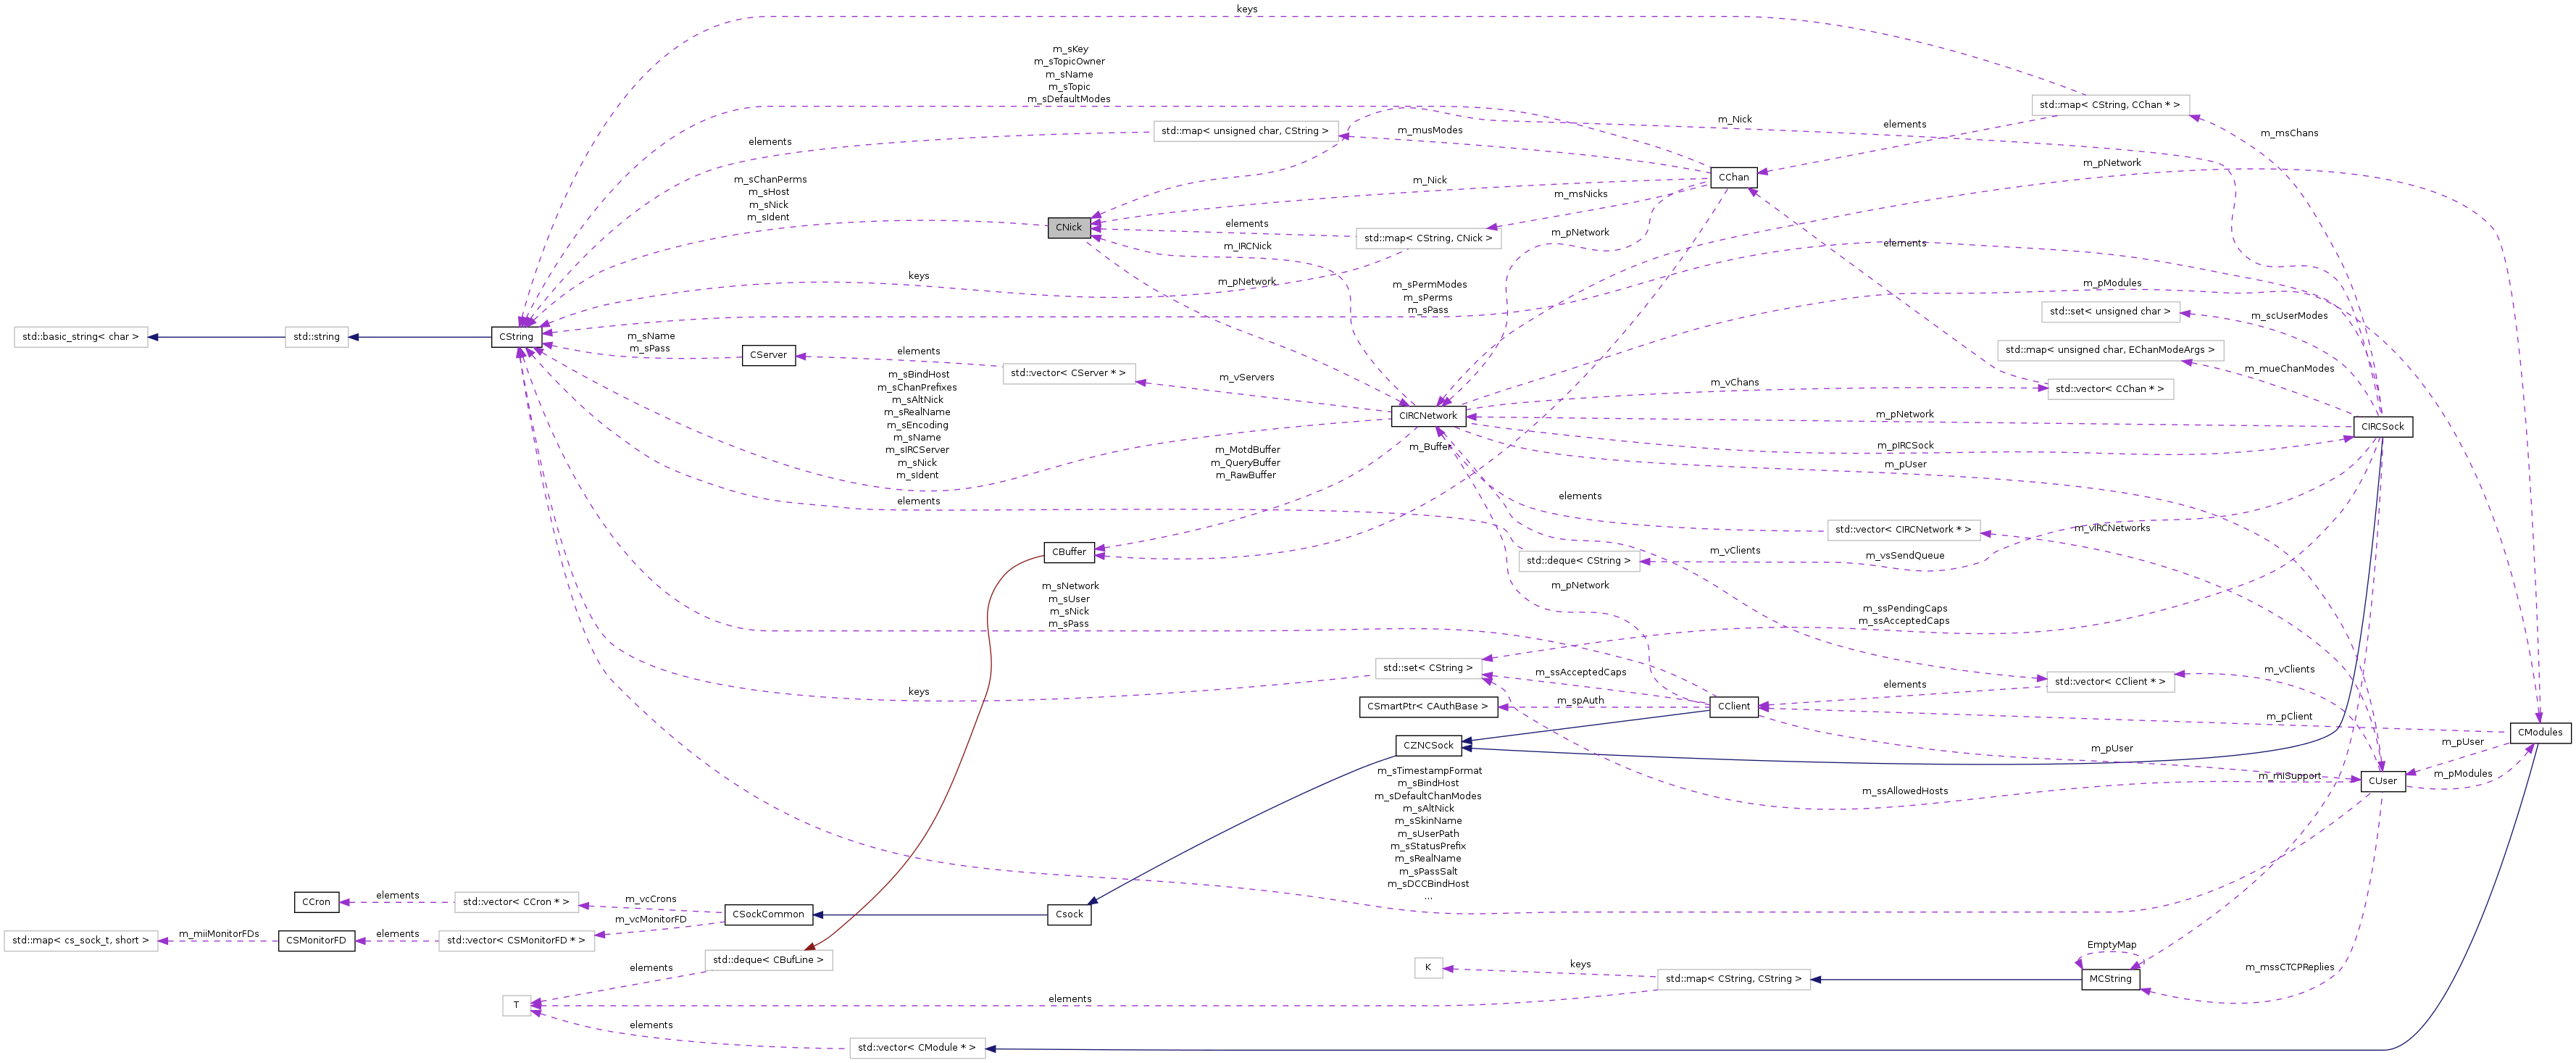 keys
m_sKey
m_sTopicOwner
m_sName
m_sTopic
m_sDefaultModes
std::map< CString, CChan * >
m_Nick
elements
m_msChans
std::map< unsigned char, CString >
m_musModes
elements
m_pNetwork
CChan
m_sChanPerms
m_sHost
m_sNick
m_sIdent
m_Nick
m_msNicks
CNick
elements
std::map< CString, CNick >
m_pNetwork
m_IRCNick
elements
keys
m_pNetwork
m_sPermModes
m_sPerms
m_sPass
m_pModules
std::set< unsigned char >
m_scUserModes
std::basic_string< char >
std::string
CString
m_sName
m_sPass
CServer
elements
std::vector< CServer * >
m_vServers
std::map< unsigned char, EChanModeArgs >
m_mueChanModes
m_sBindHost
m_sChanPrefixes
m_sAltNick
m_sRealName
m_sEncoding
m_sName
m_sIRCServer
m_sNick
m_sIdent
m_vChans
std::vector< CChan * >
CIRCNetwork
m_pNetwork
CIRCSock
m_pIRCSock
m_Buffer
m_MotdBuffer
m_QueryBuffer
m_RawBuffer
m_pUser
elements
elements
std::vector< CIRCNetwork * >
m_vIRCNetworks
CBuffer
m_vClients
std::deque< CString >
m_vsSendQueue
m_pNetwork
m_sNetwork
m_sUser
m_sNick
m_sPass
m_ssPendingCaps
m_ssAcceptedCaps
std::set< CString >
m_ssAcceptedCaps
keys
elements
std::vector< CClient * >
m_vClients
CSmartPtr< CAuthBase >
m_spAuth
CClient
m_pClient
CModules
CZNCSock
m_pUser
m_pUser
m_pModules
CUser
m_miSupport
m_ssAllowedHosts
m_sTimestampFormat
m_sBindHost
m_sDefaultChanModes
m_sAltNick
m_sSkinName
m_sUserPath
m_sStatusPrefix
m_sRealName
m_sPassSalt
m_sDCCBindHost
...
CCron
elements
std::vector< CCron * >
m_vcCrons
CSockCommon
Csock
m_vcMonitorFD
std::map< cs_sock_t, short >
m_miiMonitorFDs
CSMonitorFD
elements
std::vector< CSMonitorFD * >
std::deque< CBufLine >
elements
K
keys
std::map< CString, CString >
EmptyMap
MCString
m_mssCTCPReplies
T
elements
elements
std::vector< CModule * >